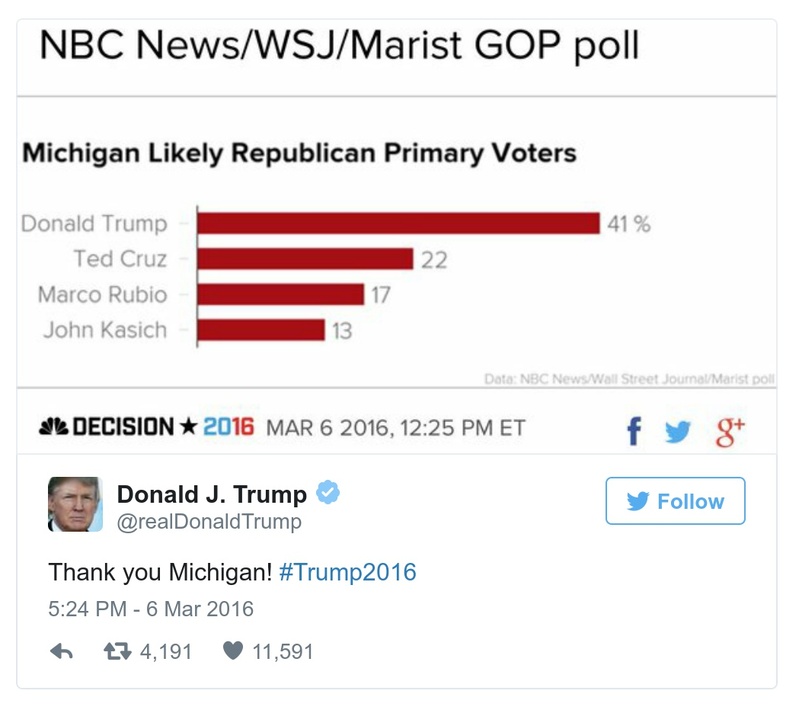 NBC News/WSJ/Marist GOP poll
Michigan Likely Republican Primary Voters
Donald Trump 41 %
Ted Cruz 22
Marco Rubio 17
John Kasich 13
Data: NBC News/Wall Street Journal/Marist poll
DECISION ★ 2016 MAR 6 2016, 12:25 PM ET f g+
Donald J. Trump
@realDonaldTrump
Follow
Thank you Michigan! #Trump2016
5:24 PM - 6 Mar 2016
4,191 11,591